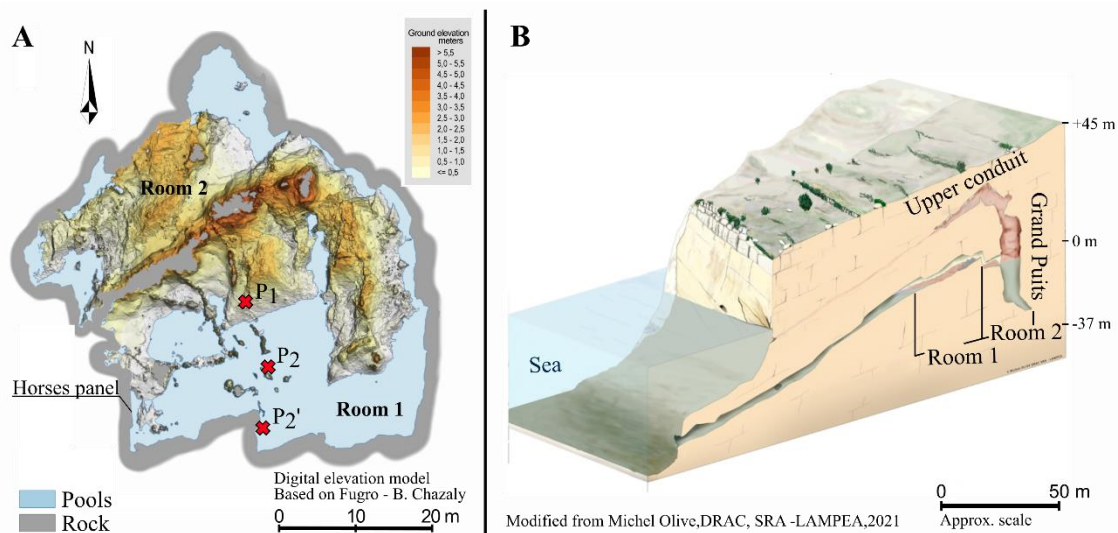 A
N
Ground elevation
meters
> 5,5
5,0 - 5,5
4,5 - 5,0
4,0 - 4,5
3,5 - 4,0
3,0 - 3,5
2,5 - 3,0
2,0 - 2,5
1,5 - 2,0
1,0 - 1,5
0,5 - 1,0
<= 0,5
Room 2
P1
P2
Horses panel
Room 1
P2'
Digital elevation model
Based on Fugro - B. Chazaly
Pools
Rock
0 10 20 m
B
+45 m
Upper conduit
Grand Puits
0 m
-37 m
Room 2
Room 1
Sea
0 50 m
Approx. scale
Modified from Michel Olive,DRAC, SRA -LAMPEA,2021